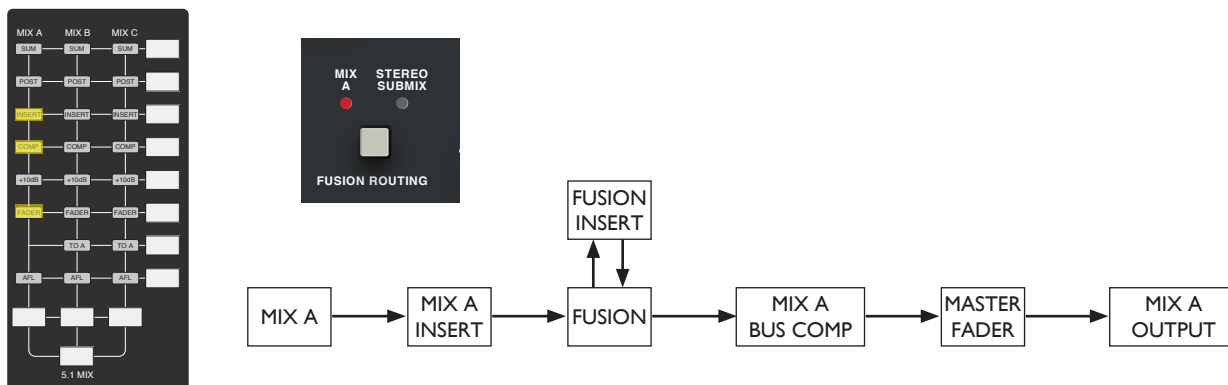 MIX A MIX B MIX C
SUM SUM SUM
POST POST POST
INSERT INSERT INSERT
COMP COMP COMP
+10dB +10dB +10dB
FADER FADER FADER
TO A TO A
AFL AFL AFL
5.1 MIX
MIX
A
STEREO
SUBMIX
FUSION ROUTING
FUSION
INSERT
MIX A
MIX A
INSERT
FUSION
MIX A
BUS COMP
MASTER
FADER
MIX A
OUTPUT